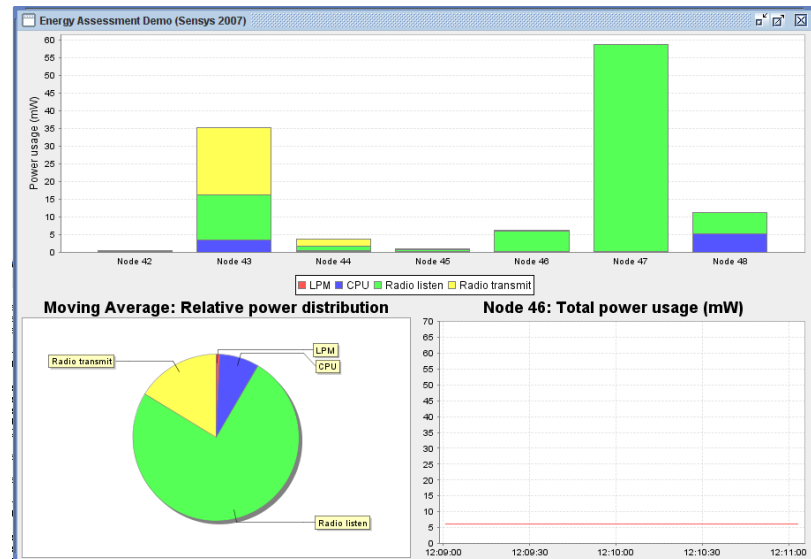 Energy Assessment Demo (Sensys 2007)
60
55
50
45
40
35
30
25
20
15
10
5
0
Power usage (mW)
Node 42 Node 43 Node 44 Node 45 Node 46 Node 47 Node 48
LPM CPU Radio listen Radio transmit
Moving Average: Relative power distribution
LPM
Radio transmit
CPU
Radio listen
Node 46: Total power usage (mW)
70
65
60
55
50
45
40
35
30
25
20
15
10
5
0
12:09:00 12:09:30 12:10:00 12:10:30 12:11:00